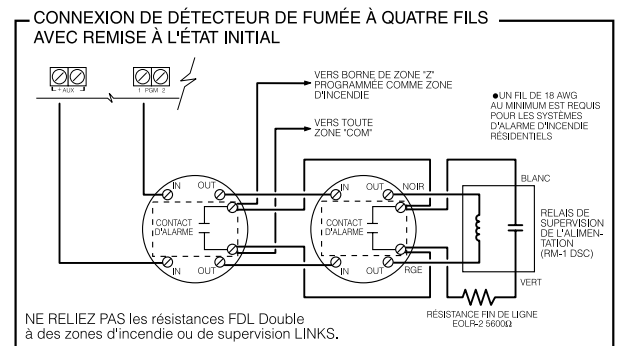 CONNEXION DE DÉTECTEUR DE FUMÉE À QUATRE FILS
AVEC REMISE À L'ÉTAT INITIAL
+ AUX -
1 PGM 2
VERS BORNE DE ZONE "Z"
PROGRAMMÉE COMME ZONE
D'INCENDIE
VERS TOUTE
ZONE "COM"
●UN FIL DE 18 AWG
AU MINIMUM EST REQUIS
POUR LES SYSTÈMES
D'ALARME D'INCENDIE
RÉSIDENTIELS
IN OUT
IN OUT
NOIR
BLANC
CONTACT
D'ALARME
CONTACT
D'ALARME
RELAIS DE
SUPERVISION
DE L'ALIMEN-
TATION
(RM-1 DSC)
IN OUT
IN OUT
RGE
VERT
RÉSISTANCE FIN DE LIGNE
EOLR-2 5600Ω
NE RELIEZ PAS les résistances FDL Double
à des zones d'incendie ou de supervision LINKS.